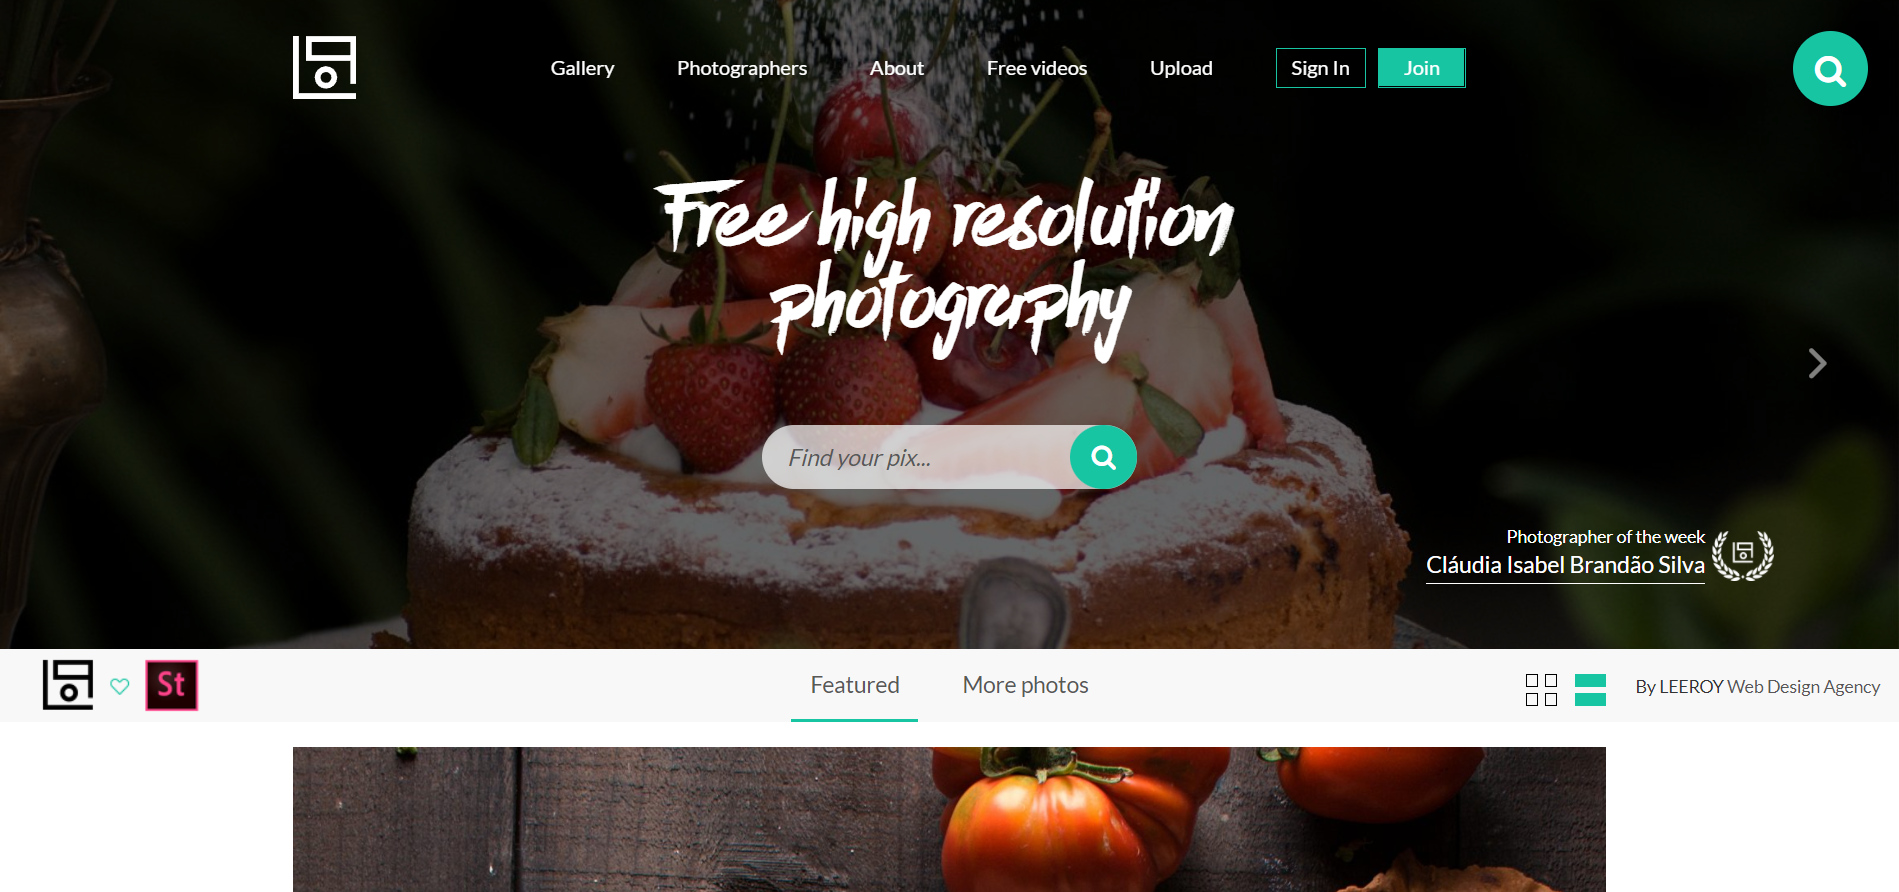 Gallery
Photographers
About
Free videos
Upload
Sign In
Join
Free high resolution
photography
Find your pix...
Photographer of the week
Cláudia Isabel Brandão Silva
St
Featured
More photos
By LEEROY Web Design Agency